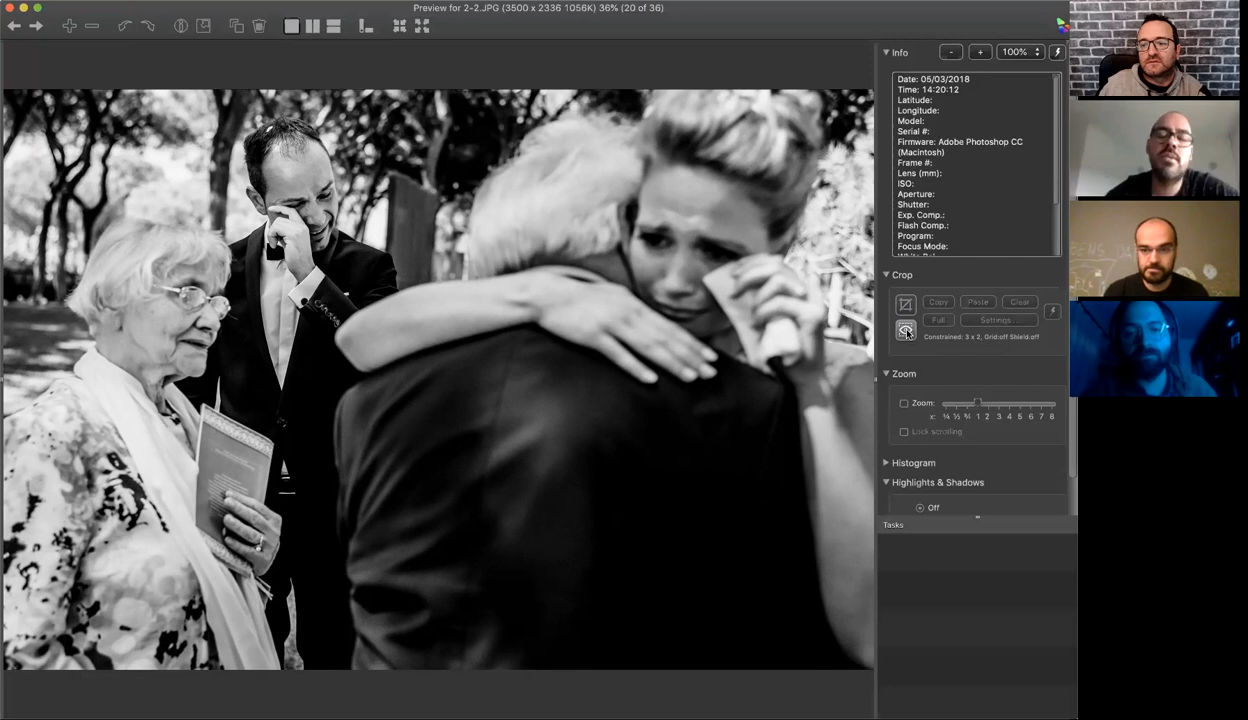 Preview for 2-2.JPG (3500 x 2336 1056K) 36% (20 of 36)
Info
-
+
100%
Date: 05/03/2018
Time: 14:20:12
Latitude:
Longitude:
Model:
Serial #:
Firmware: Adobe Photoshop CC
(Macintosh)
Frame #:
Lens (mm):
ISO:
Aperture:
Shutter:
Exp. Comp.:
Flash Comp.:
Program:
Focus Mode:
Crop
Copy
Paste
Clear
Full
Settings...
Constrained: 3 x 2, Grid:off Shield:off
Zoom
Zoom:
x: ¼ ½ ¾ 1 2 3 4 5 6 7 8
Lock scrolling
Histogram
Highlights & Shadows
Off
Tasks